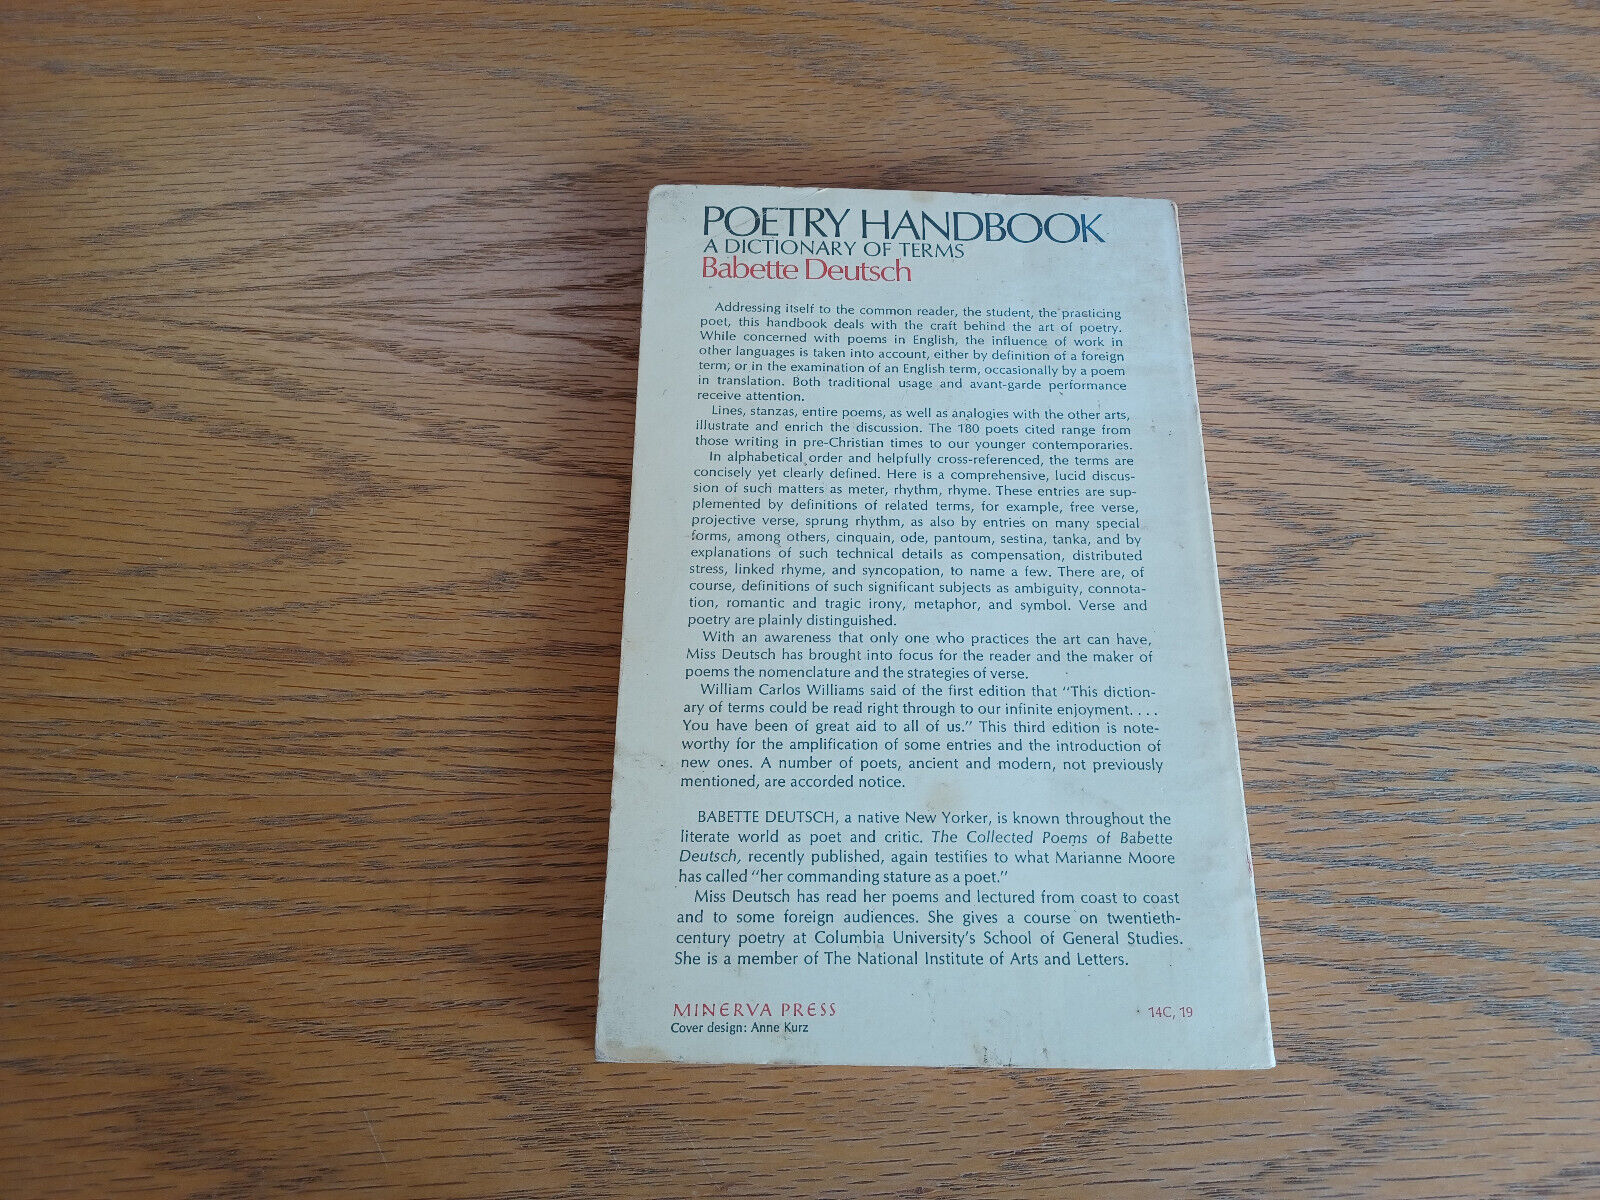 POETRY HANDBOOK
A DICTIONARY OF TERMS
Babette Deutsch
Addressing itself to the common reader, the student, the practicing
poet, this handbook deals with the craft behind the art of poetry.
While concerned with poems in English, the influence of work in
other languages is taken into account, either by definition of a foreign
term, or in the examination of an English term, occasionally by a poem
in translation. Both traditional usage and avant-garde performance
receive attention.
Lines, stanzas, entire poems, as well as analogies with the other arts,
illustrate and enrich the discussion. The 180 poets cited range from
those writing in pre-Christian times to our younger contemporaries.
In alphabetical order and helpfully cross-referenced, the terms are
concisely yet clearly defined. Here is a comprehensive, lucid discus-
sion of such matters as meter, rhythm, rhyme. These entries are sup-
plemented by definitions of related terms, for example, free verse,
projective verse, sprung rhythm, as also by entries on many special
forms, among others, cinquain, ode, pantoum, sestina, tanka, and by
explanations of such technical details as compensation, distributed
stress, linked rhyme, and syncopation, to name a few. There are, of
course, definitions of such significant subjects as ambiguity, connota-
tion, romantic and tragic irony, metaphor, and symbol. Verse and
poetry are plainly distinguished.
With an awareness that only one who practices the art can have,
Miss Deutsch has brought into focus for the reader and the maker of
poems the nomenclature and the strategies of verse.
William Carlos Williams said of the first edition that "This diction-
ary of terms could be read right through to our infinite enjoyment. . . .
You have been of great aid to all of us." This third edition is note-
worthy for the amplification of some entries and the introduction of
new ones. A number of poets, ancient and modern, not previously
mentioned, are accorded notice.
BABETTE DEUTSCH, a native New Yorker, is known throughout the
literate world as poet and critic. The Collected Poems of Babette
Deutsch, recently published, again testifies to what Marianne Moore
has called "her commanding stature as a poet."
Miss Deutsch has read her poems and lectured from coast to coast
and to some foreign audiences. She gives a course on twentieth-
century poetry at Columbia University's School of General Studies.
She is a member of The National Institute of Arts and Letters.
MINERVA PRESS 14C, 19
Cover design: Anne Kurz